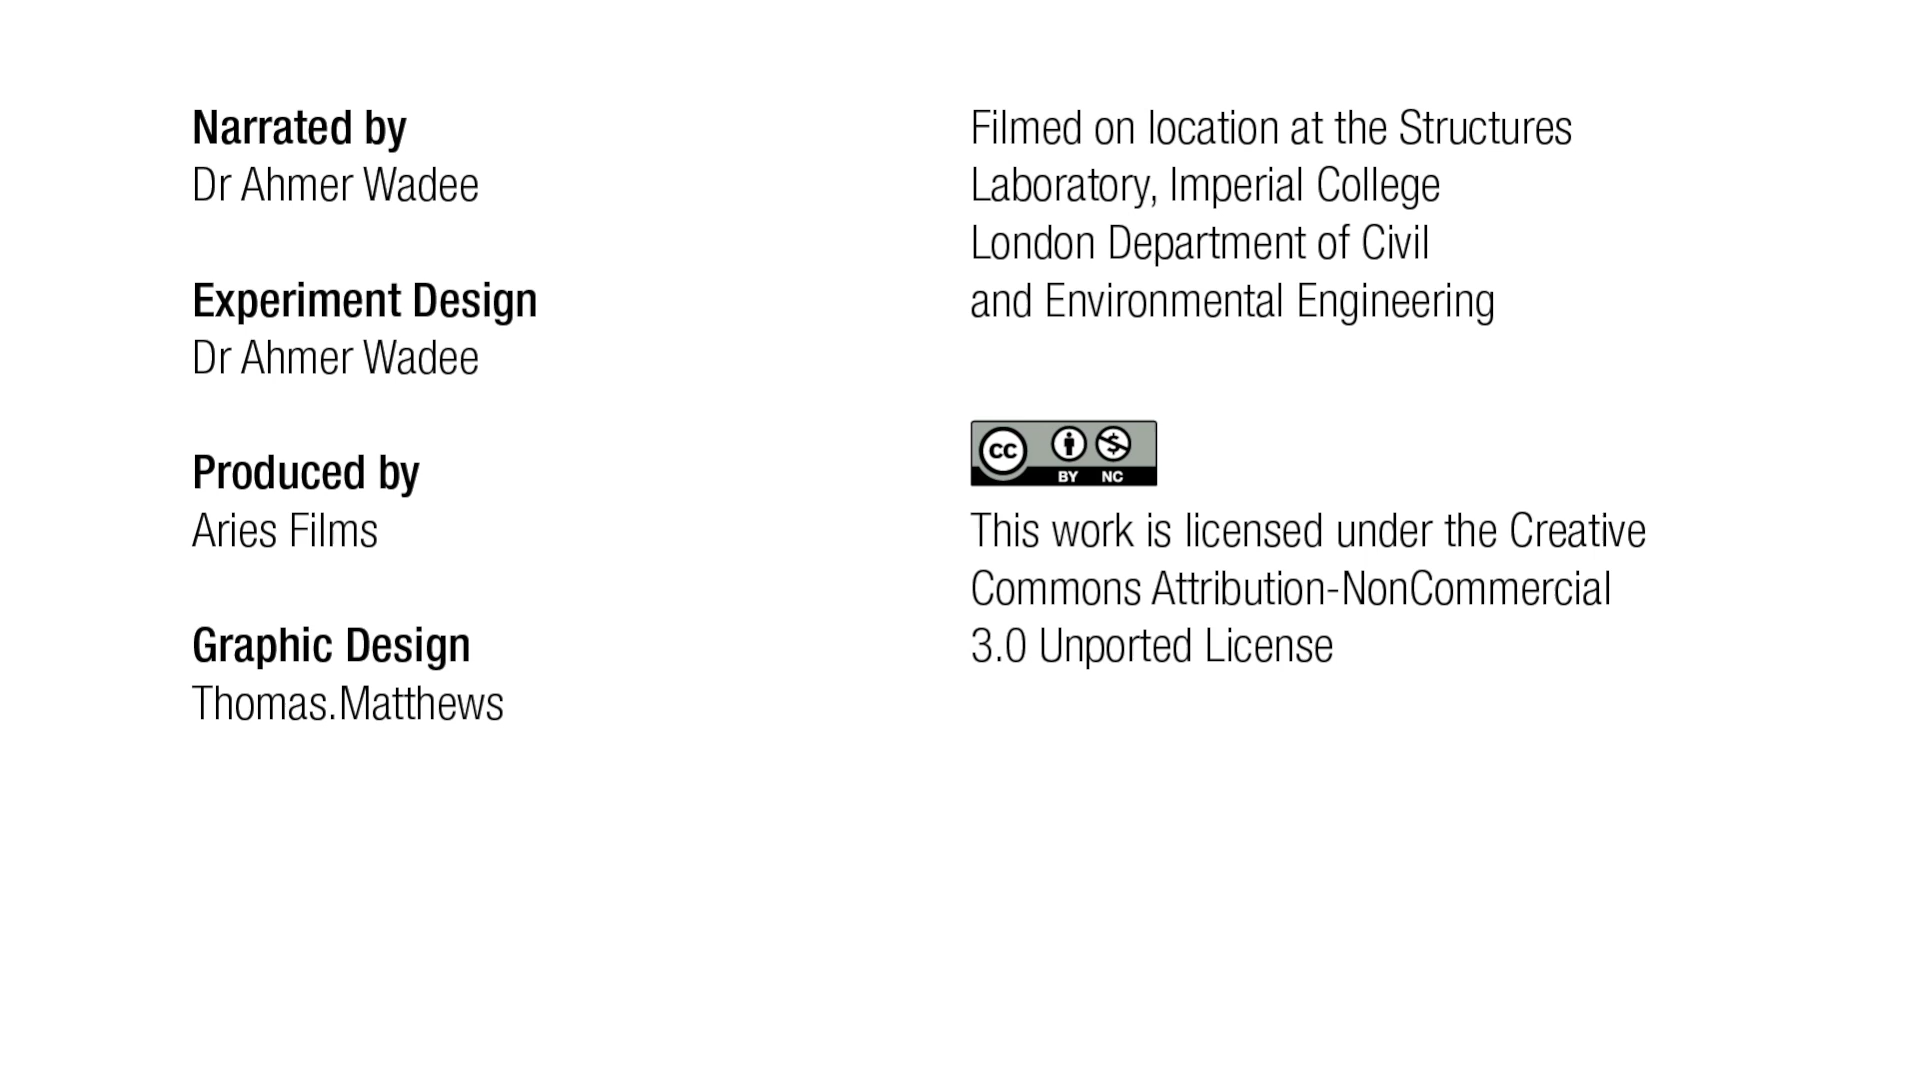 Narrated by
Dr Ahmer Wadee
Experiment Design
Dr Ahmer Wadee
Produced by
Aries Films
Graphic Design
Thomas.Matthews
Filmed on location at the Structures
Laboratory, Imperial College
London Department of Civil
and Environmental Engineering
cc
BY NC
This work is licensed under the Creative
Commons Attribution-NonCommercial
3.0 Unported License